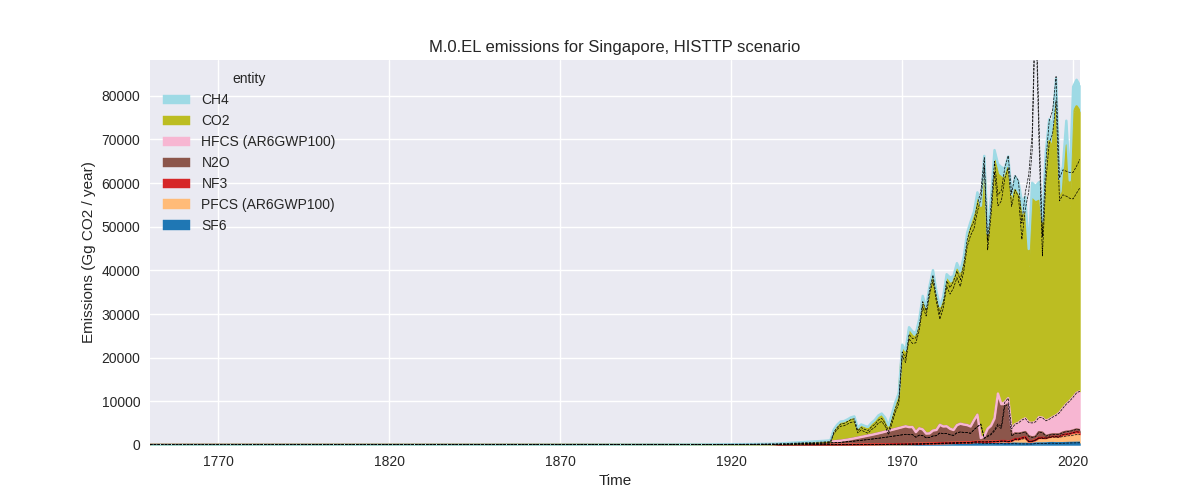 M.0.EL emissions for Singapore, HISTTP scenario
entity
CH4
CO2
HFCS (AR6GWP100)
N2O
NF3
PFCS (AR6GWP100)
SF6
Emissions (Gg CO2 / year)
80000
70000
60000
50000
40000
30000
20000
10000
0
1770 1820 1870 1920 1970 2020
Time